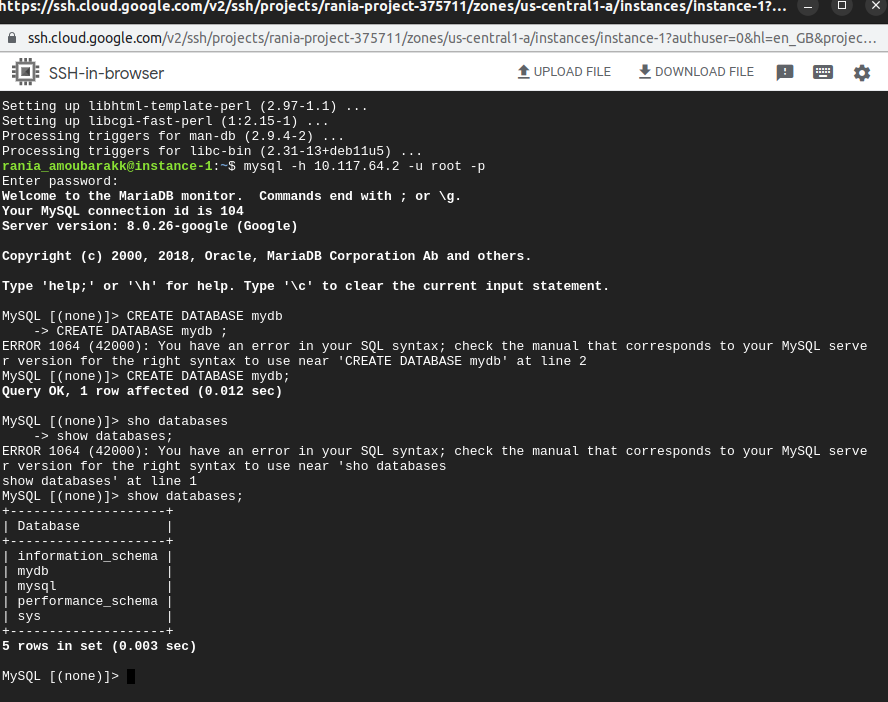 https://ssh.cloud.google.com/v2/ssh/projects/rania-project-375711/zones/us-central1-a/instances/instance-1?...
ssh.cloud.google.com/v2/ssh/projects/rania-project-375711/zones/us-central1-a/instances/instance-1?authuser=0&hl=en_GB&projec...
SSH-in-browser
UPLOAD FILE
DOWNLOAD FILE
Setting up libhtml-template-perl (2.97-1.1) ...
Setting up libcgi-fast-perl (1:2.15-1) ...
Processing triggers for man-db (2.9.4-2) ...
Processing triggers for libc-bin (2.31-13+deb11u5) ...
rania_amoubarakk@instance-1:~$ mysql -h 10.117.64.2 -u root -p
Enter password:
Welcome to the MariaDB monitor.  Commands end with ; or \g.
Your MySQL connection id is 104
Server version: 8.0.26-google (Google)
Copyright (c) 2000, 2018, Oracle, MariaDB Corporation Ab and others.
Type 'help;' or '\h' for help. Type '\c' to clear the current input statement.
MySQL [(none)]> CREATE DATABASE mydb
    -> CREATE DATABASE mydb ;
ERROR 1064 (42000): You have an error in your SQL syntax; check the manual that corresponds to your MySQL serve
r version for the right syntax to use near 'CREATE DATABASE mydb' at line 2
MySQL [(none)]> CREATE DATABASE mydb;
Query OK, 1 row affected (0.012 sec)
MySQL [(none)]> sho databases
    -> show databases;
ERROR 1064 (42000): You have an error in your SQL syntax; check the manual that corresponds to your MySQL serve
r version for the right syntax to use near 'sho databases
show databases' at line 1
MySQL [(none)]> show databases;
+--------------------+
| Database           |
+--------------------+
| information_schema |
| mydb               |
| mysql              |
| performance_schema |
| sys                |
+--------------------+
5 rows in set (0.003 sec)
MySQL [(none)]>